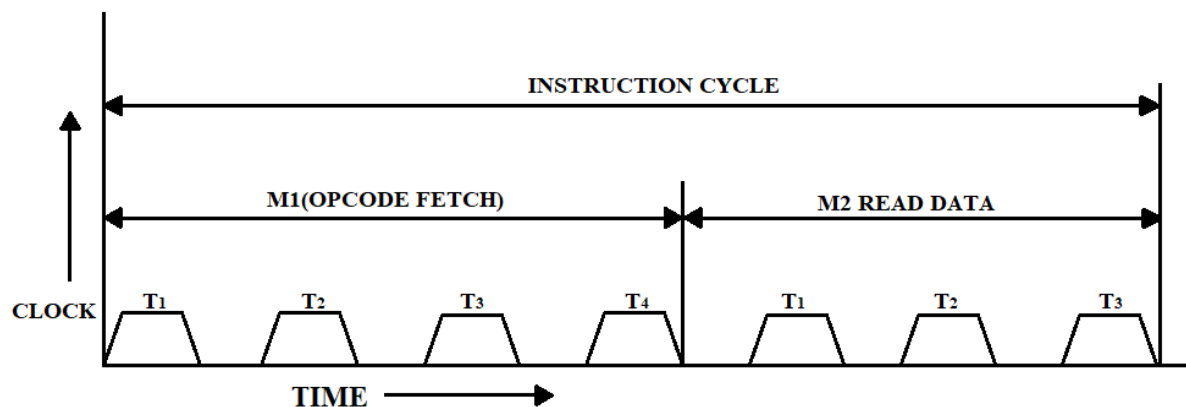 INSTRUCTION CYCLE
M1(OPCODE FETCH)
M2 READ DATA
T1 T2 T3 T4 T1 T2 T3
CLOCK
TIME